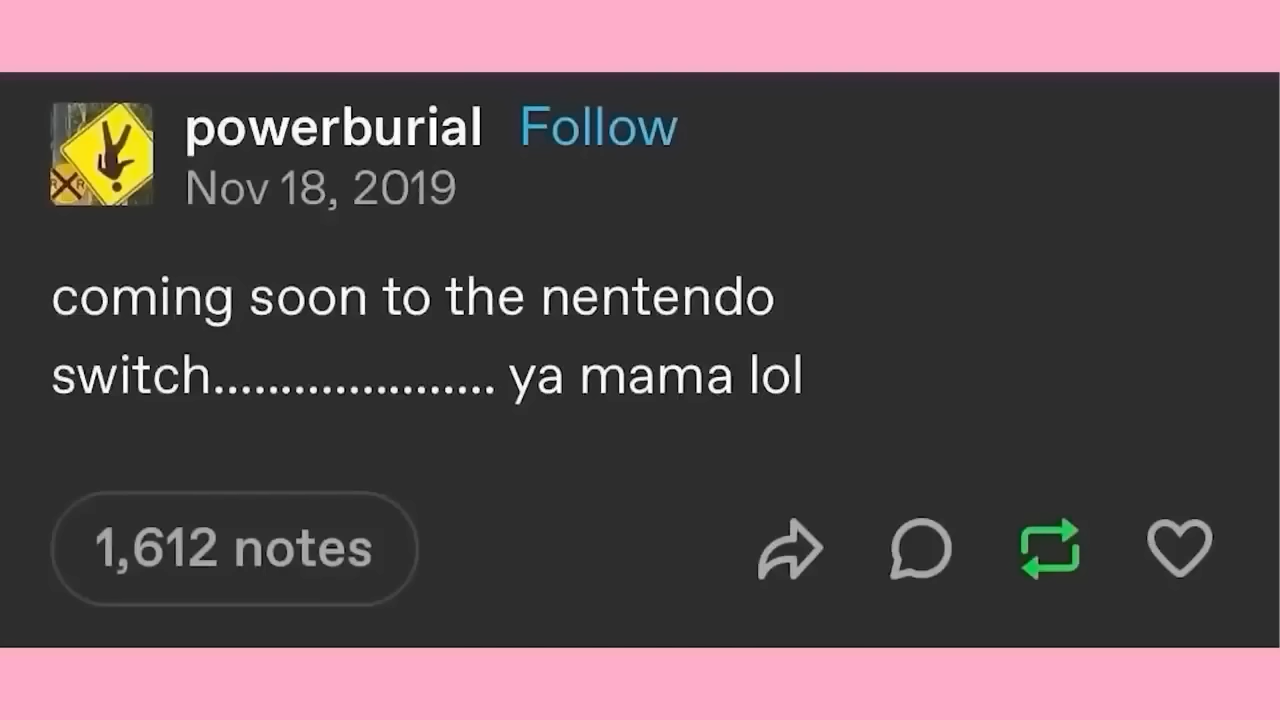 powerburial Follow
Nov 18, 2019
coming soon to the nentendo
switch..................... ya mama lol
1,612 notes